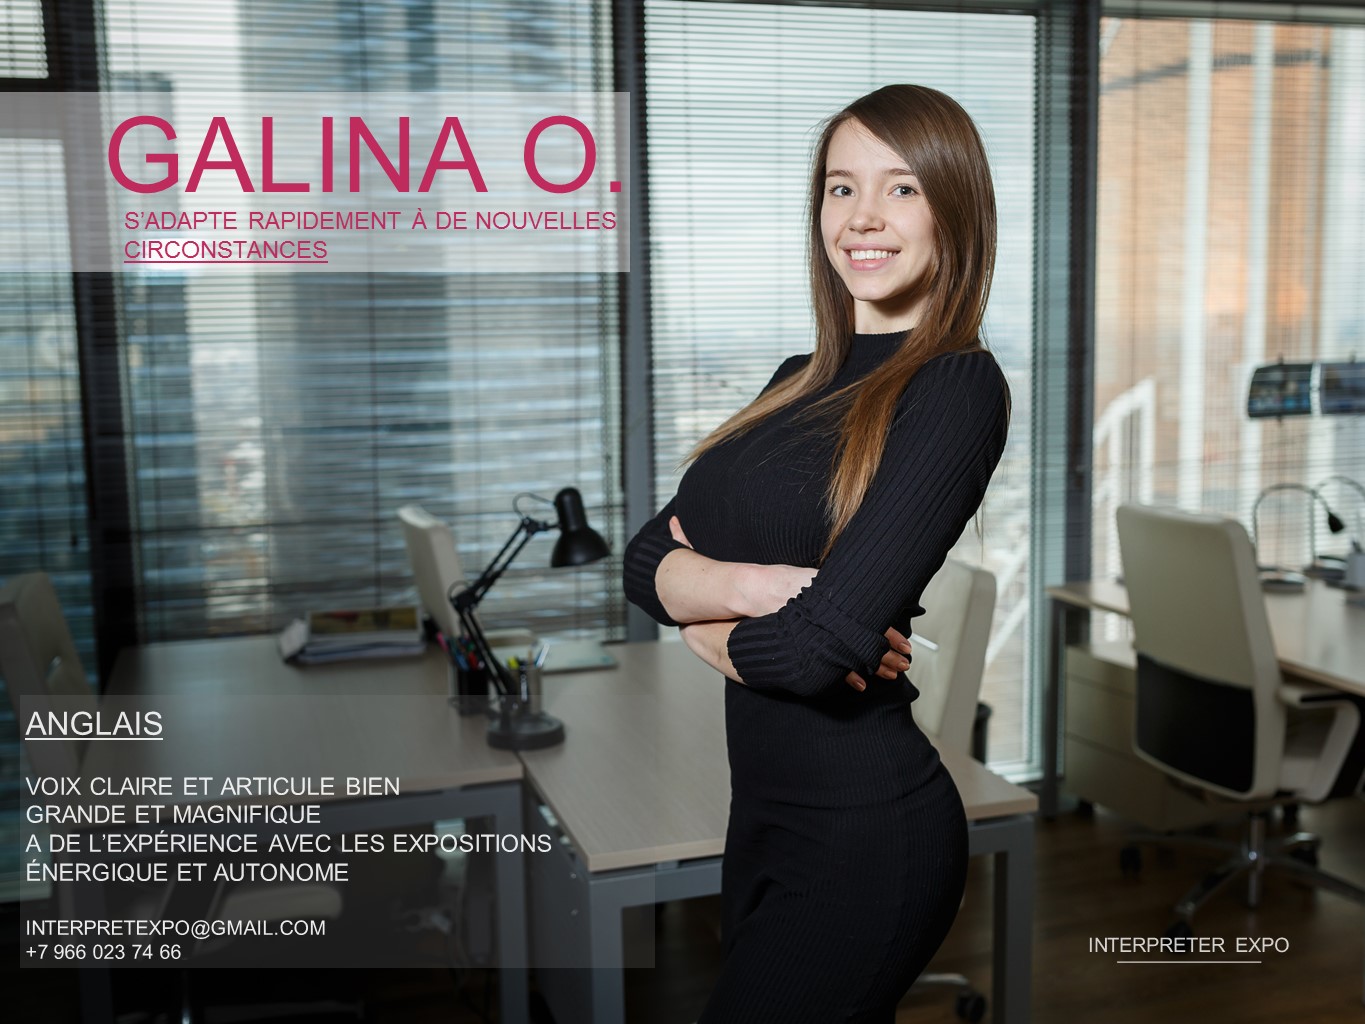 GALINA O.
S’ADAPTE RAPIDEMENT À DE NOUVELLES
CIRCONSTANCES
ANGLAIS
VOIX CLAIRE ET ARTICULE BIEN
GRANDE ET MAGNIFIQUE
A DE L’EXPÉRIENCE AVEC LES EXPOSITIONS
ÉNERGIQUE ET AUTONOME
INTERPRETEXPO@GMAIL.COM
+7 966 023 74 66
INTERPRETER EXPO